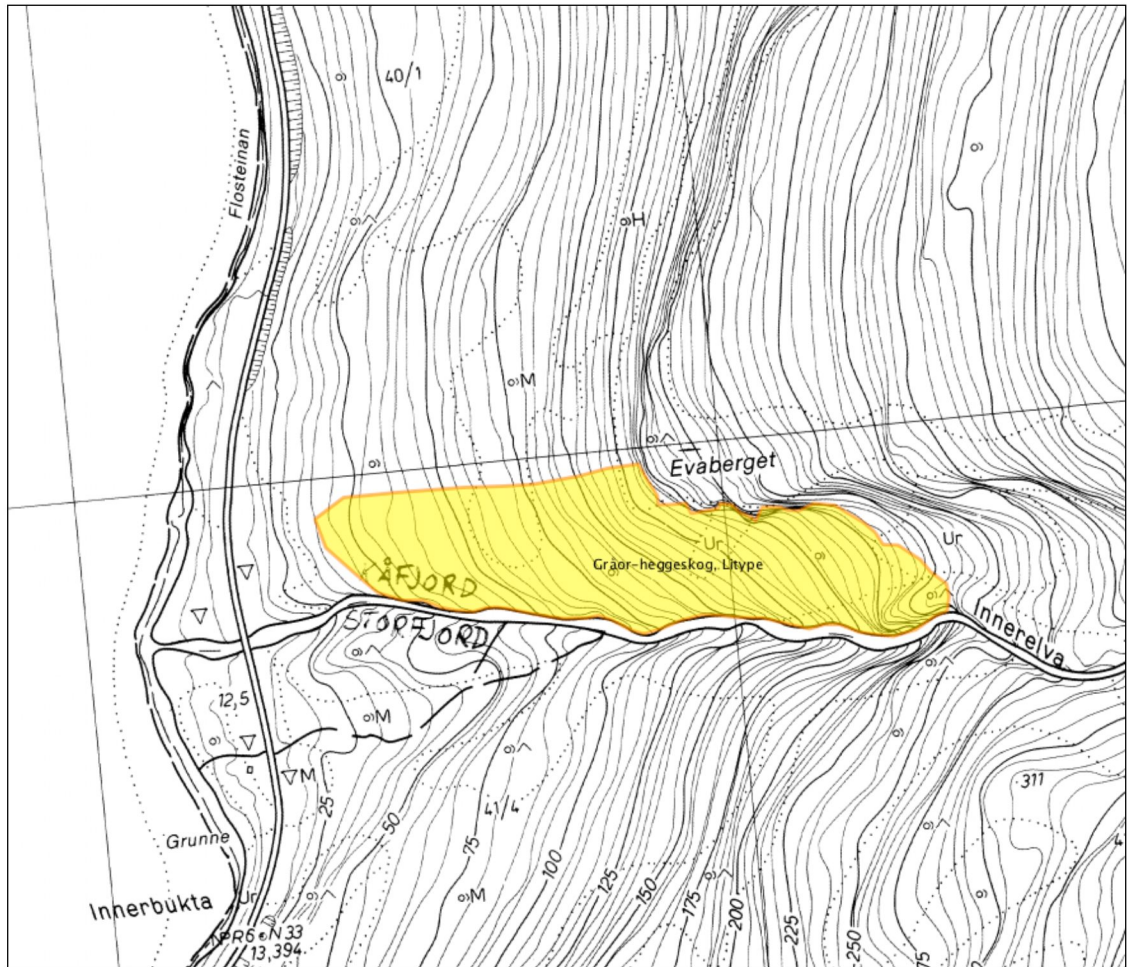 40/1
Flosteinan
H
M
Evaberget
Ur
Ur
Gråor-heggeskog, Litype
KÅFJORD
STORFJORD
Innerelva
12,5
M
M
311
25
50
75
41/4
100
125
150
175
200
225
250
M
Grunne
Innerbukta
Ur
13,394